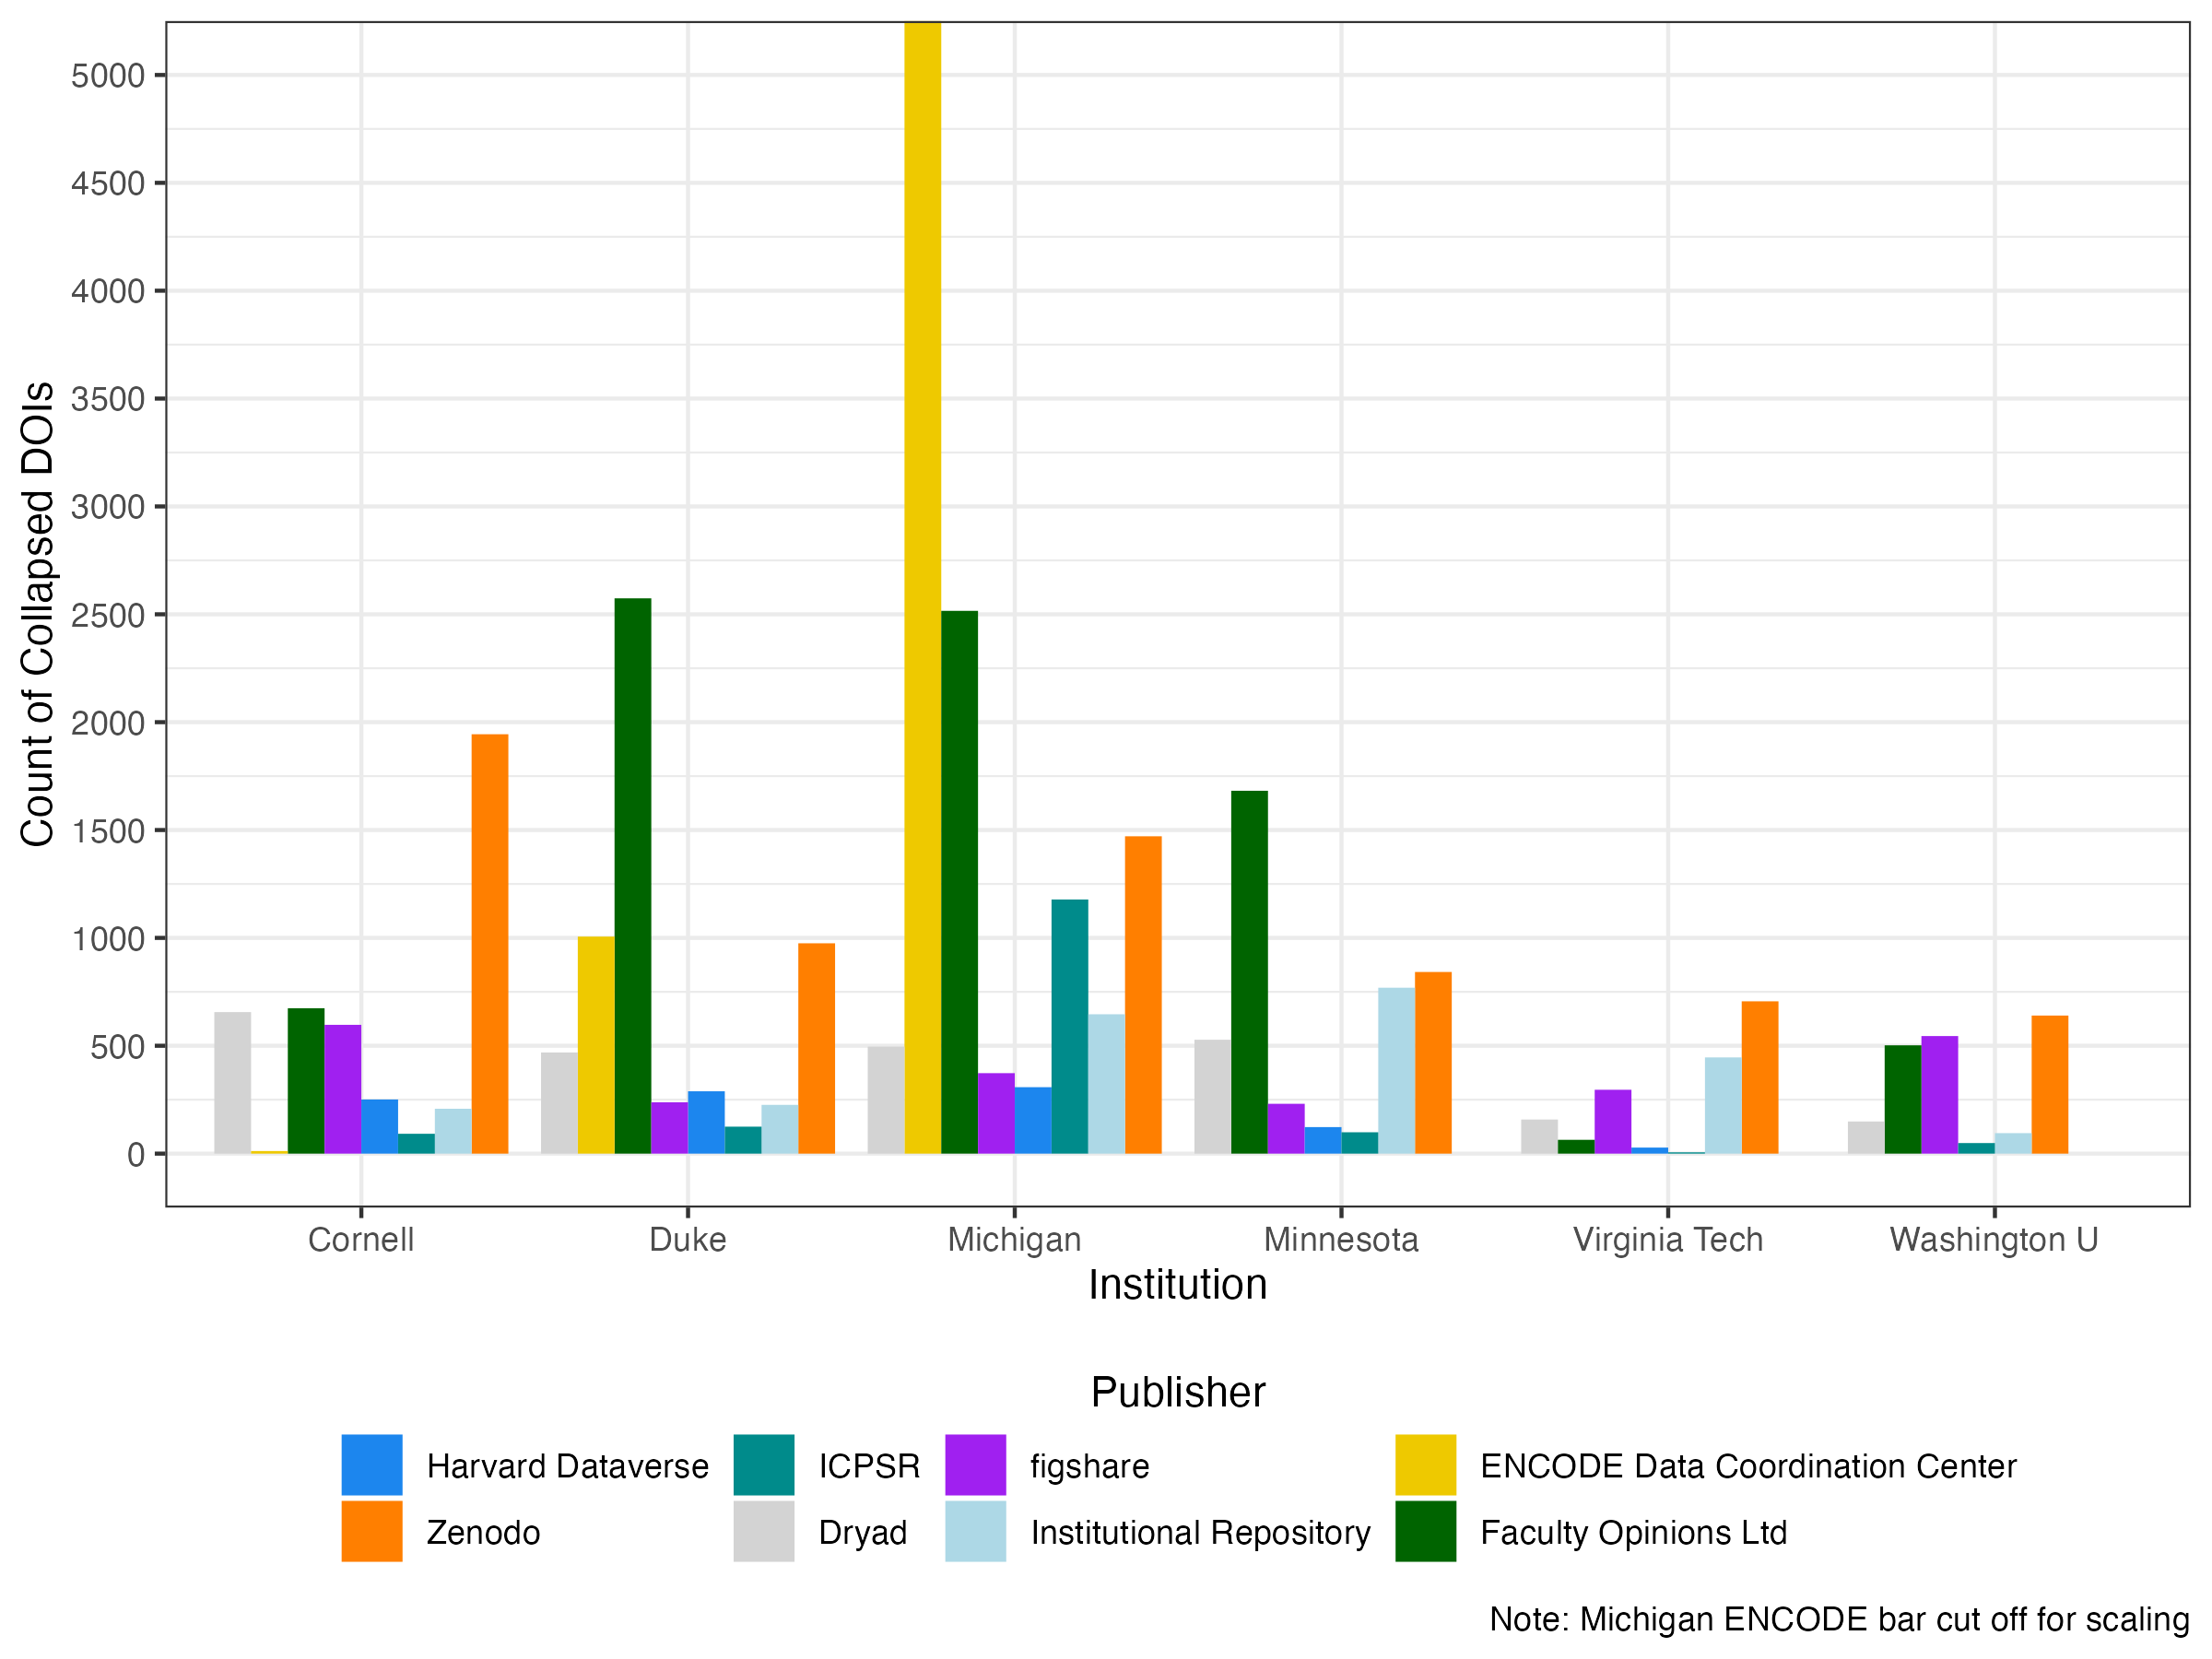 Count of Collapsed DOIs
5000
4500
4000
3500
3000
2500
2000
1500
1000
500
0
Cornell Duke Michigan Minnesota Virginia Tech Washington U
Institution
Publisher
Harvard Dataverse ICPSR figshare ENCODE Data Coordination Center
Zenodo Dryad Institutional Repository Faculty Opinions Ltd
Note: Michigan ENCODE bar cut off for scaling